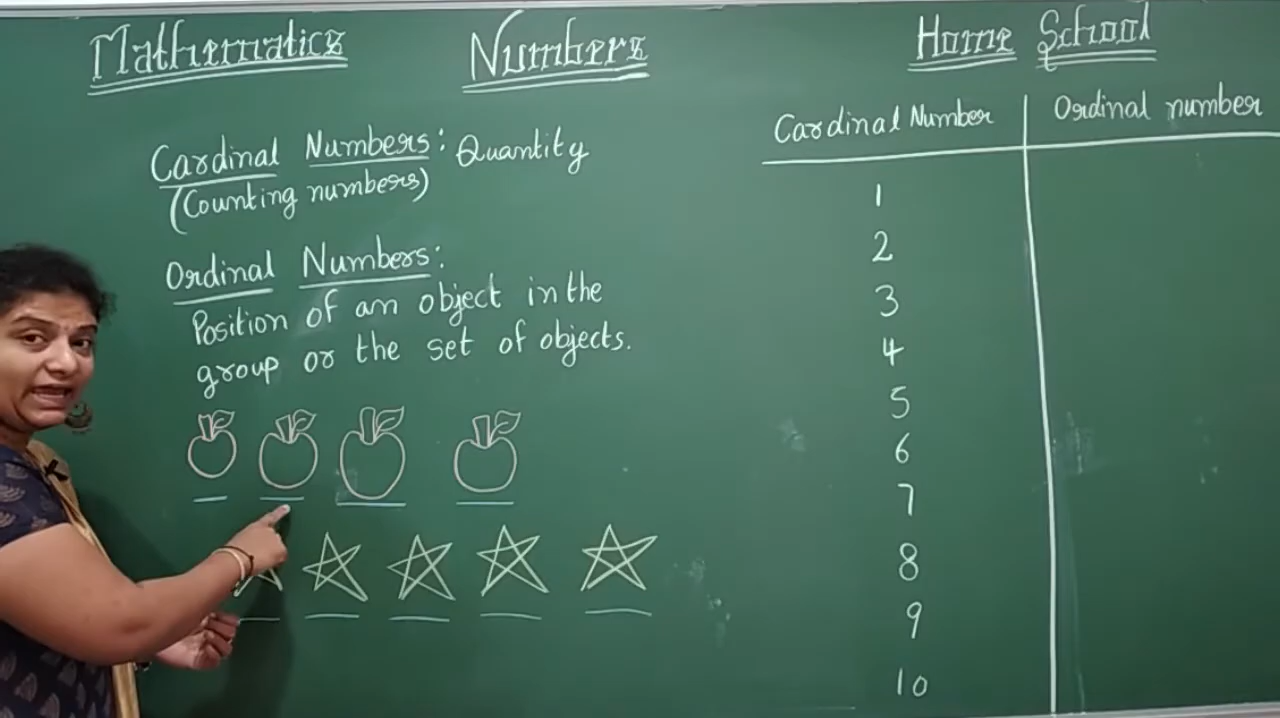 Mathematics Numbers Home School
Cardinal Numbers: Quantity
(Counting numbers)
Ordinal Numbers:
Position of an object in the
group or the set of objects.
Cardinal Number Ordinal number
1
2
3
4
5
6
7
8
9
10